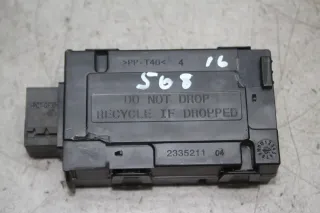 >PP-T40< 4
16
568
DO NOT DROP
RECYCLE IF DROPPED
2335211 04